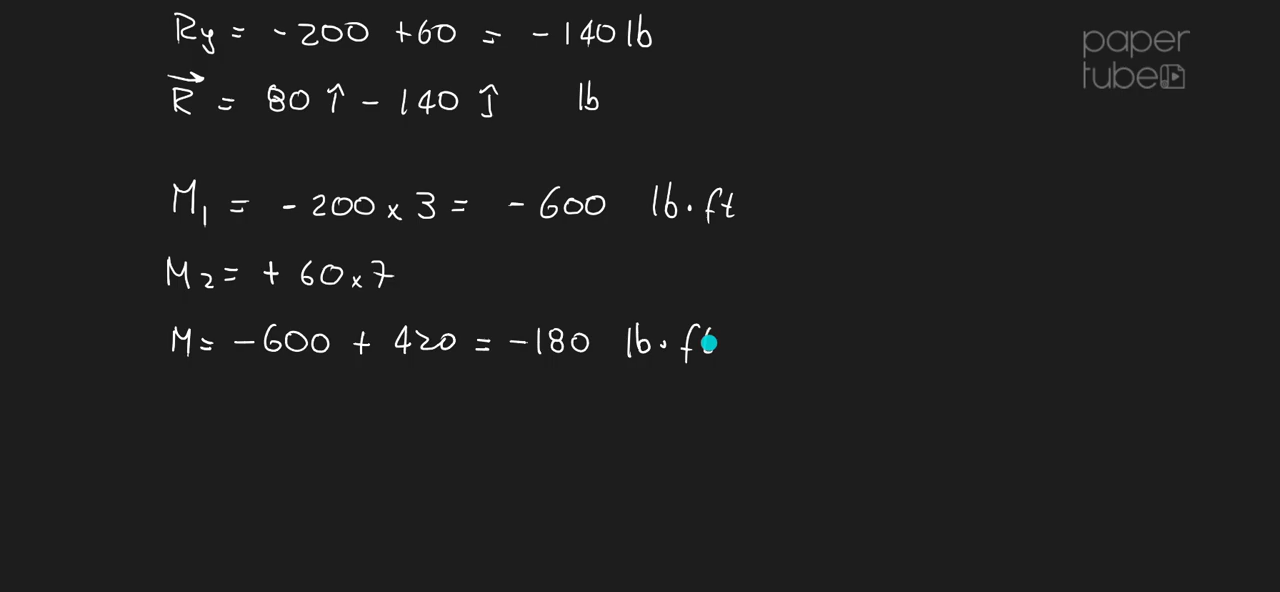 Ry = -200 +60 = -140 lb
paper
tube
R⃗ = 80 î - 140 ĵ lb
M₁ = - 200 x 3 = - 600 lb.ft
M₂ = + 60 x 7
M = -600 + 420 = -180 lb.ft